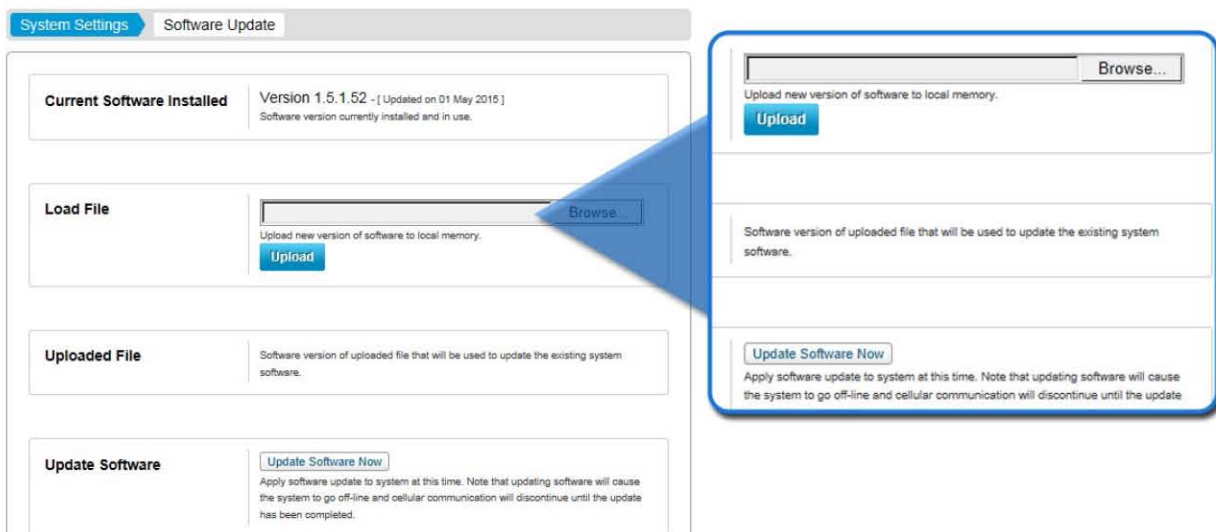 System Settings Software Update
Current Software Installed
Version 1.5.1.52 - [ Updated on 01 May 2015 ]
Software version currently installed and in use.
Load File
Browse...
Upload new version of software to local memory.
Upload
Uploaded File
Software version of uploaded file that will be used to update the existing system
software.
Update Software
Update Software Now
Apply software update to system at this time. Note that updating software will cause
the system to go off-line and cellular communication will discontinue until the update
has been completed.
Browse...
Upload new version of software to local memory.
Upload
Software version of uploaded file that will be used to update the existing system
software.
Update Software Now
Apply software update to system at this time. Note that updating software will cause
the system to go off-line and cellular communication will discontinue until the update